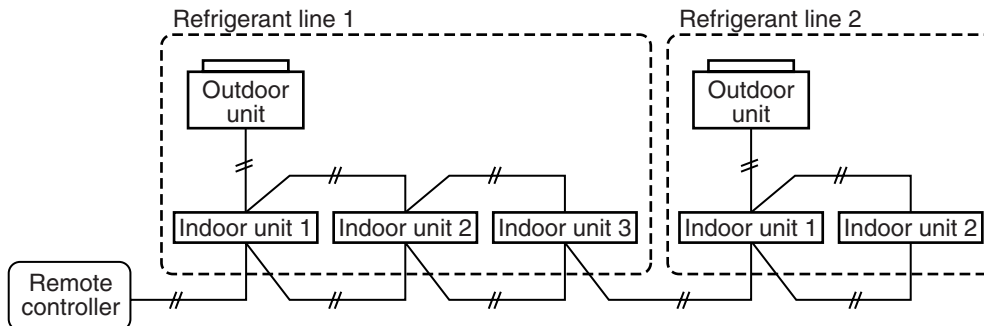 Refrigerant line 1
Refrigerant line 2
Outdoor
unit
Outdoor
unit
Indoor unit 1
Indoor unit 2
Indoor unit 3
Indoor unit 1
Indoor unit 2
Remote
controller